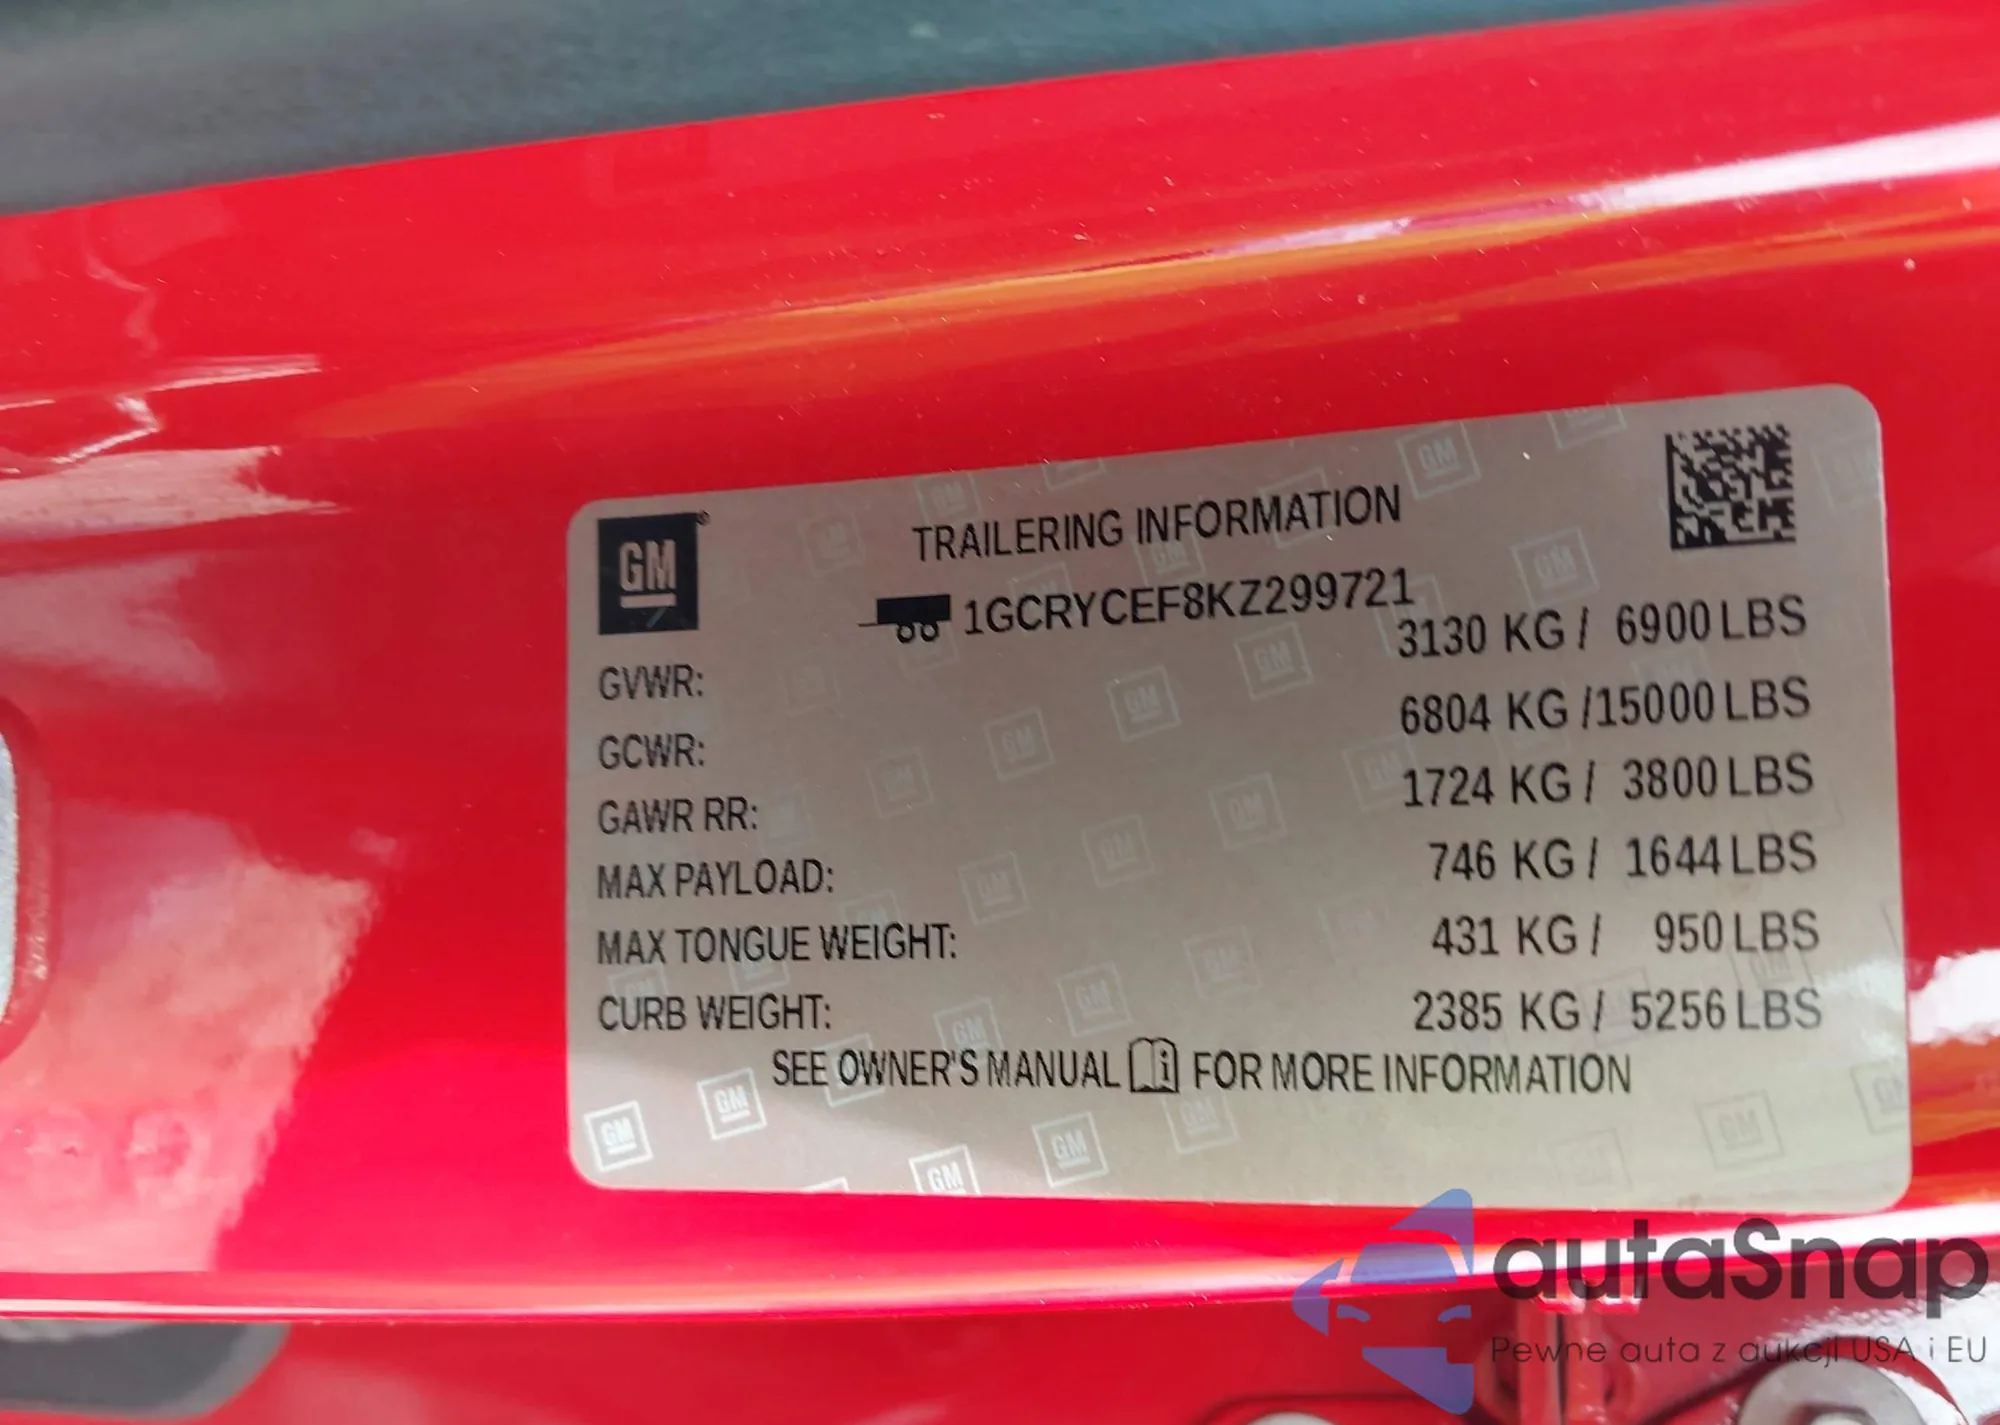 GM
TRAILERING INFORMATION
1GCRYCEF8KZ299721
GVWR: 3130 KG / 6900 LBS
GCWR: 6804 KG /15000 LBS
GAWR RR: 1724 KG / 3800 LBS
MAX PAYLOAD: 746 KG / 1644 LBS
MAX TONGUE WEIGHT: 431 KG / 950 LBS
CURB WEIGHT: 2385 KG / 5256 LBS
SEE OWNER'S MANUAL FOR MORE INFORMATION
autaSnap
Pewne auta z aukcji USA i EU